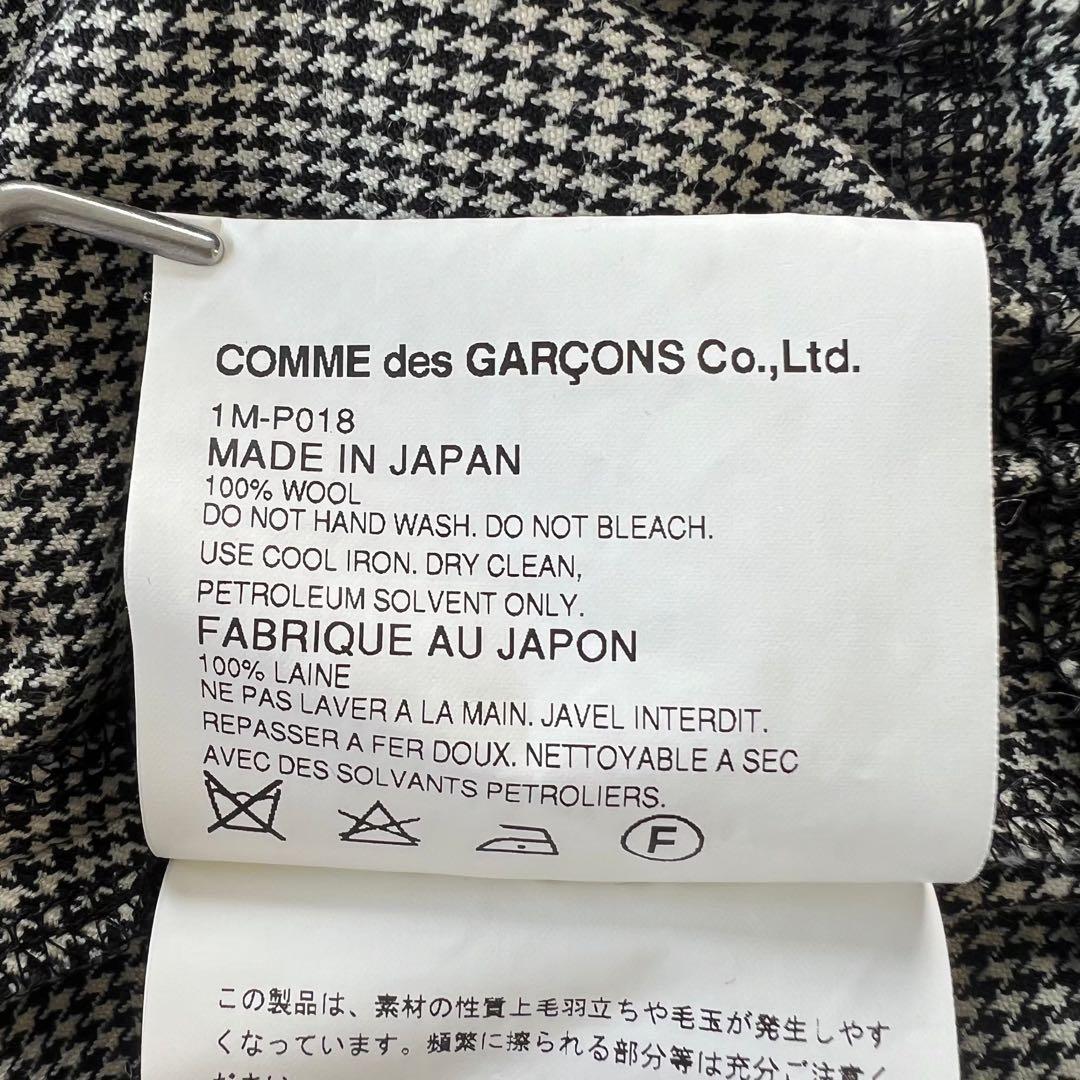 COMME des GARÇONS Co.,Ltd.
1M-P018
MADE IN JAPAN
100% WOOL
DO NOT HAND WASH. DO NOT BLEACH.
USE COOL IRON. DRY CLEAN,
PETROLEUM SOLVENT ONLY.
FABRIQUE AU JAPON
100% LAINE
NE PAS LAVER A LA MAIN. JAVEL INTERDIT.
REPASSER A FER DOUX. NETTOYABLE A SEC
AVEC DES SOLVANTS PETROLIERS.
F
この製品は、素材の性質上毛羽立ちや毛玉が発生しやす
くなっています。頻繁に擦られる部分等は充分ご注意く